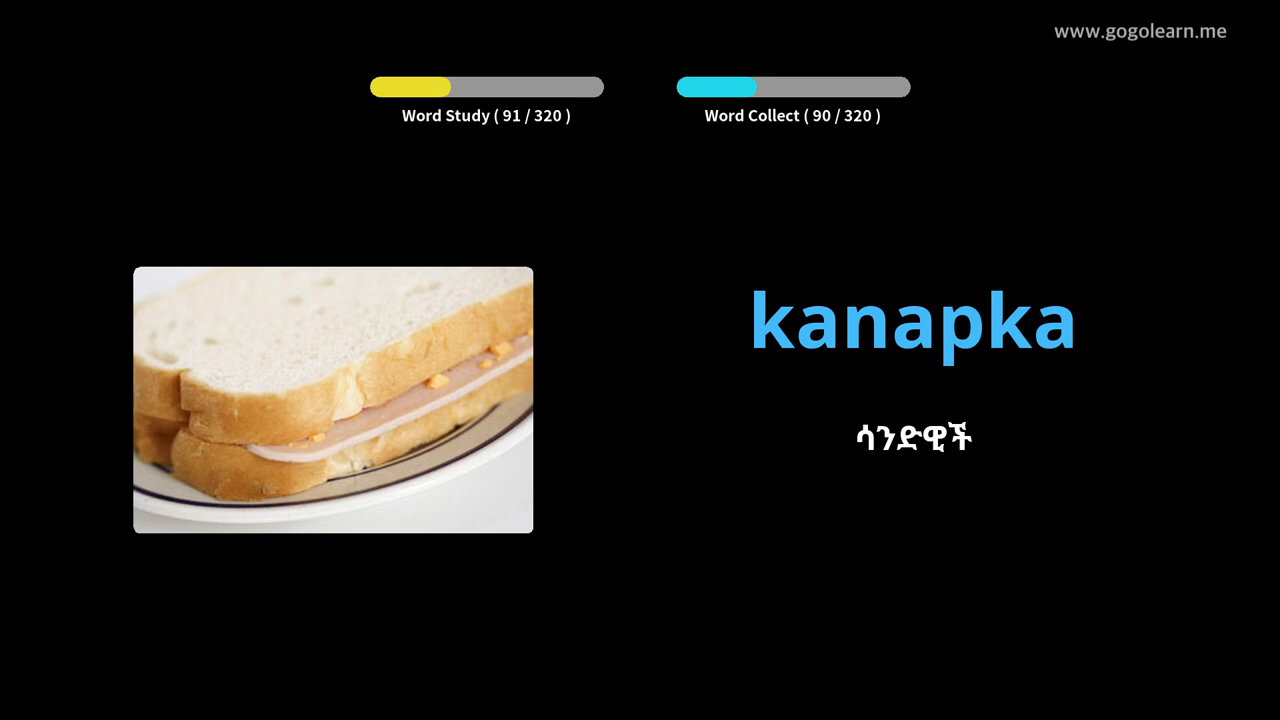 www.gogolearn.me
Word Study ( 91 / 320 )
Word Collect ( 90 / 320 )
kanapka
ሳንድዊች